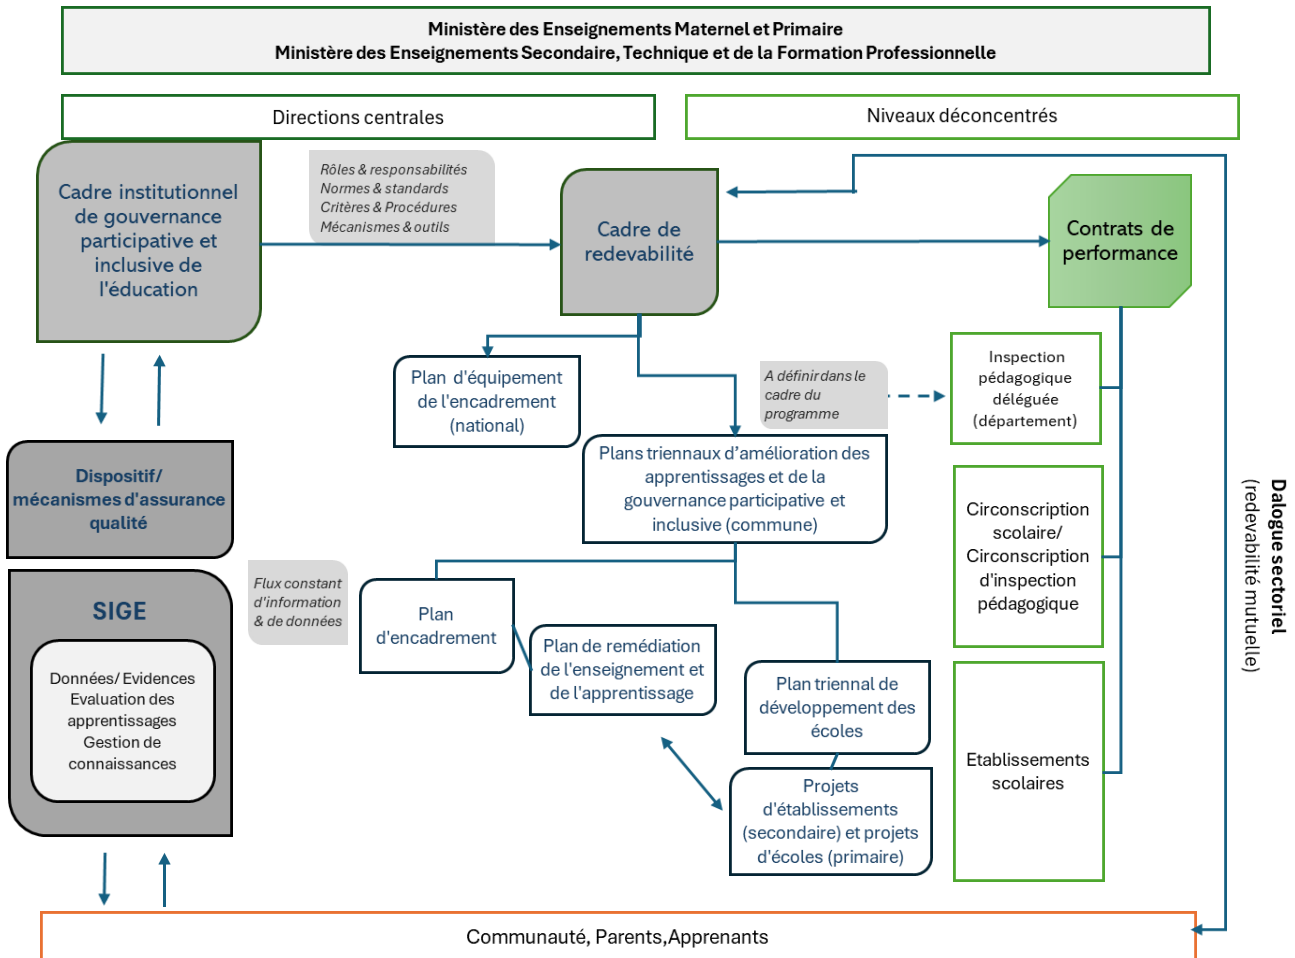 Ministère des Enseignements Maternel et Primaire
Ministère des Enseignements Secondaire, Technique et de la Formation Professionnelle
Directions centrales
Niveaux déconcentrés
Cadre institutionnel
de gouvernance
participative et
inclusive de
l'éducation
Rôles & responsabilités
Normes & standards
Critères & Procédures
Mécanismes & outils
Cadre de
redevabilité
Contrats de
performance
Plan d'équipement
de l'encadrement
(national)
A définir dans le
cadre du
programme
Inspection
pédagogique
déléguée
(département)
Plans triennaux d’amélioration des
apprentissages et de la
gouvernance participative et
inclusive (commune)
Dispositif/
mécanismes d'assurance
qualité
Circonscription
scolaire/
Circonscription
d'inspection
pédagogique
Dalogue sectoriel
(redevabilité mutuelle)
SIGE
Données/ Evidences
Evaluation des
apprentissages
Gestion de
connaissances
Flux constant
d'information
& de données
Plan
d'encadrement
Plan de remédiation
de l'enseignement et
de l'apprentissage
Plan triennal de
développement des
écoles
Projets
d'établissements
(secondaire) et projets
d'écoles (primaire)
Etablissements
scolaires
Communauté, Parents,Apprenants